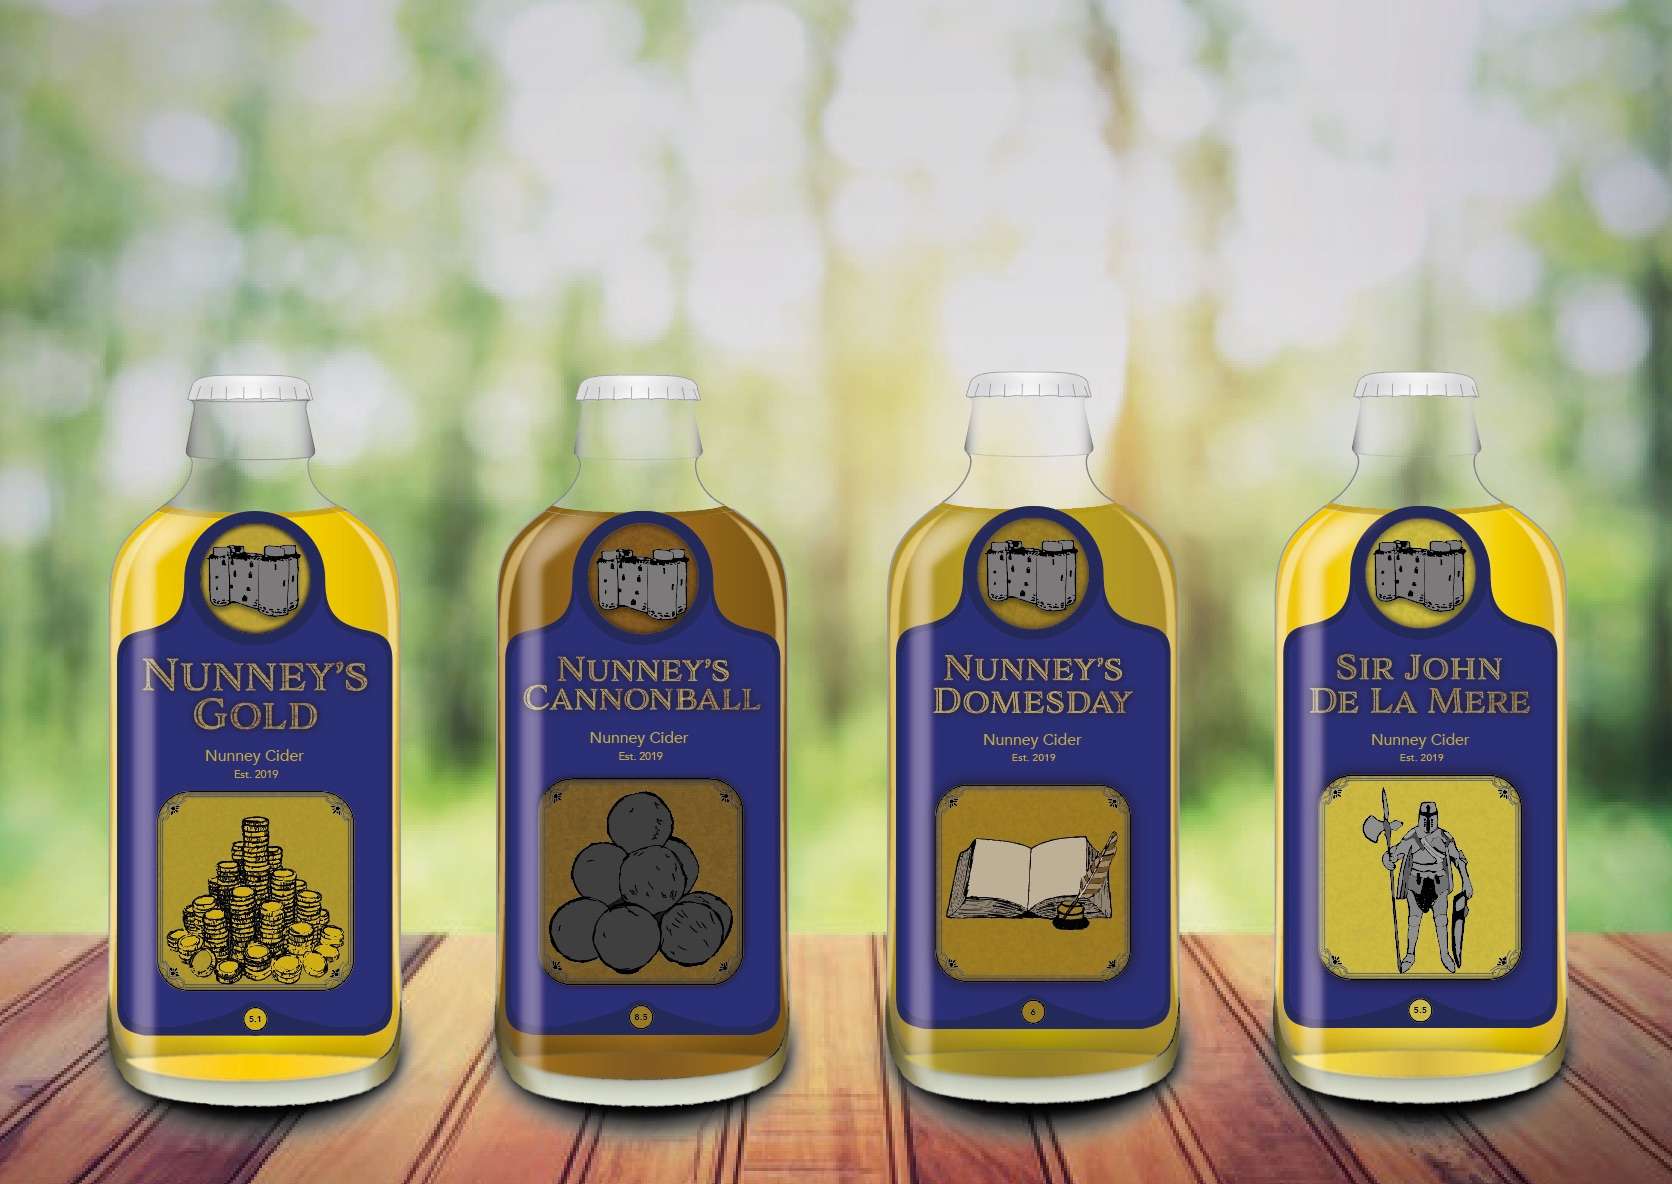 NUNNEY'S
GOLD
Nunney Cider
Est. 2019
5.1
NUNNEY'S
CANNONBALL
Nunney Cider
Est. 2019
8.5
NUNNEY'S
DOMESDAY
Nunney Cider
Est. 2019
6
SIR JOHN
DE LA MERE
Nunney Cider
Est. 2019
5.5